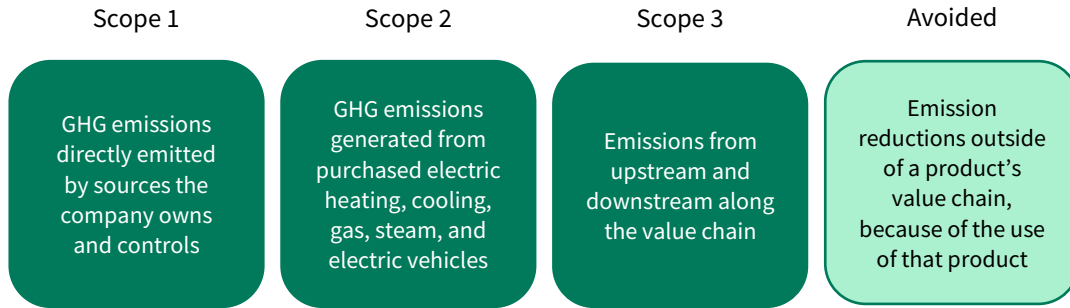 Scope 1
Scope 2
Scope 3
Avoided
GHG emissions
directly emitted
by sources the
company owns
and controls
GHG emissions
generated from
purchased electric
heating, cooling,
gas, steam, and
electric vehicles
Emissions from
upstream and
downstream along
the value chain
Emission
reductions outside
of a product’s
value chain,
because of the use
of that product